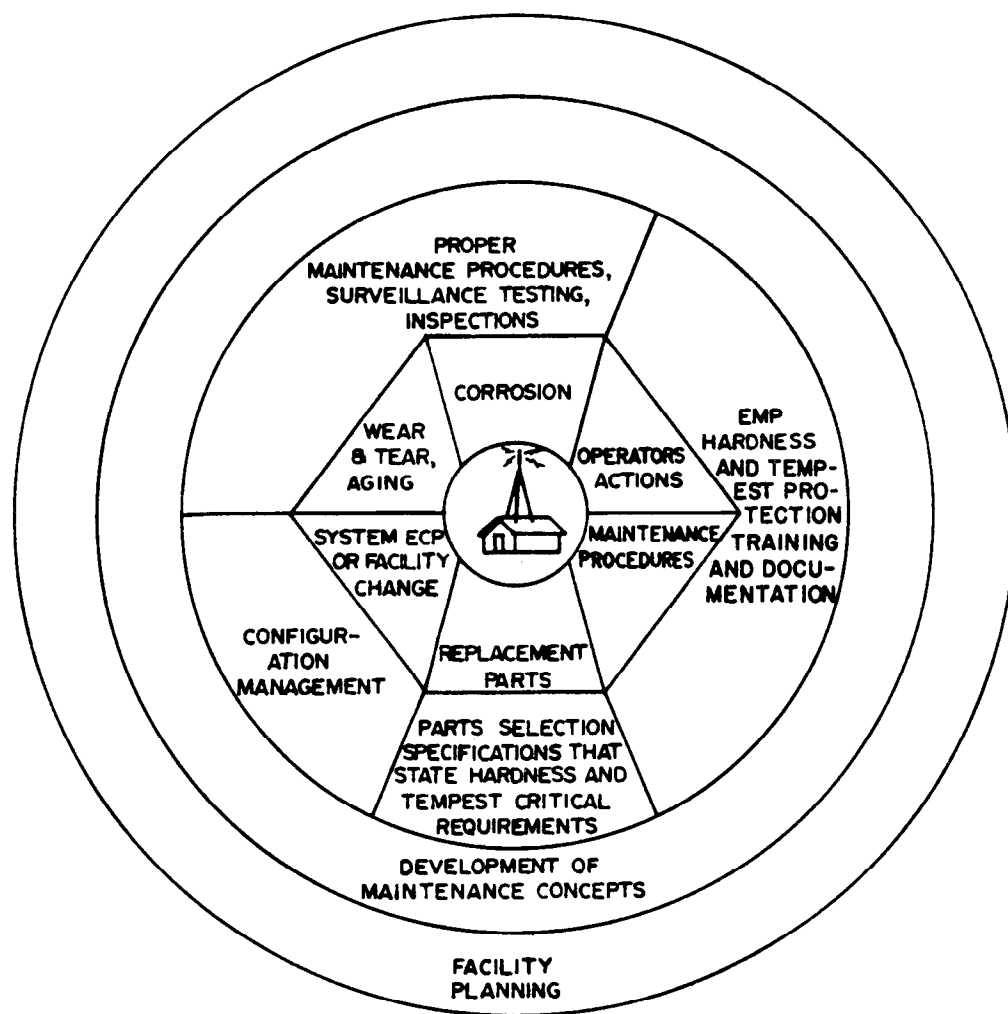 PROPER
MAINTENANCE PROCEDURES,
SURVEILLANCE TESTING,
INSPECTIONS
CORROSION
WEAR
& TEAR,
AGING
OPERATORS
ACTIONS
EMP
HARDNESS
AND TEMP-
EST PRO-
TECTION
TRAINING
AND DOCU-
MENTATION
SYSTEM ECP
OR FACILITY
CHANGE
MAINTENANCE
PROCEDURES
CONFIGUR-
ATION
MANAGEMENT
REPLACEMENT
PARTS
PARTS SELECTION
SPECIFICATIONS THAT
STATE HARDNESS AND
TEMPEST CRITICAL
REQUIREMENTS
DEVELOPMENT OF
MAINTENANCE CONCEPTS
FACILITY
PLANNING